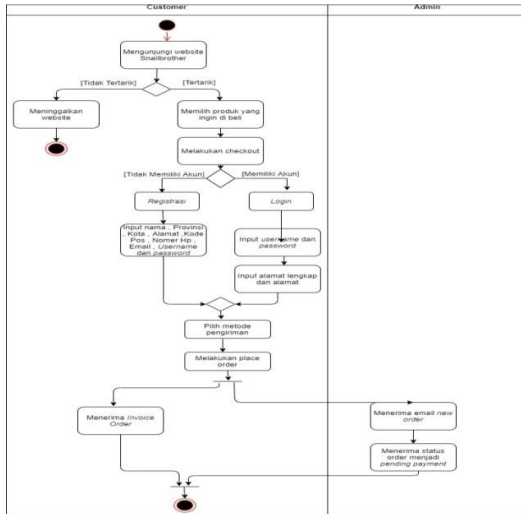 Customer
Admin
Mengunjungi website
Snailbrother
[Tidak Tertarik]
[Tertarik]
Meninggalkan
website
Memilih produk yang
ingin di beli
Melakukan checkout
[Tidak Memiliki Akun]
[Memiliki Akun]
Registrasi
Login
Input nama , Provinsi
, Kota , Alamat ,Kode
Pos , Nomer Hp ,
Email , Username
dan password
Input username dan
password
Input alamat lengkap
dan alamat
Pilih metode
pengiriman
Melakukan place
order
Menerima Invoice
Order
Menerima email new
order
Menerima status
order menjadi
pending payment